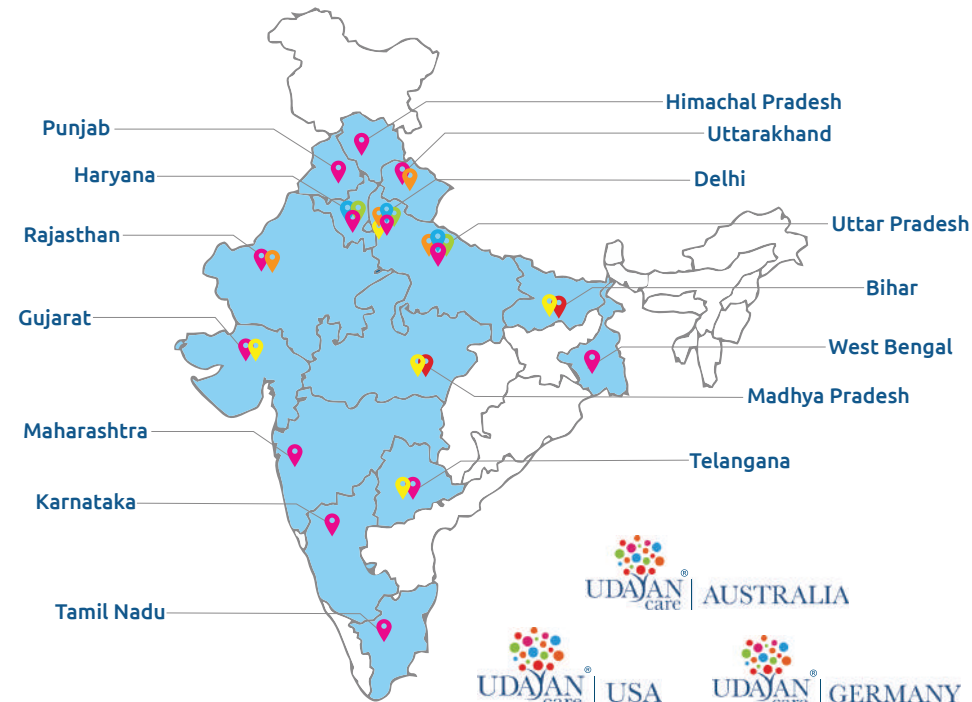 Himachal Pradesh
Punjab
Uttarakhand
Haryana
Delhi
Uttar Pradesh
Rajasthan
Bihar
Gujarat
West Bengal
Madhya Pradesh
Maharashtra
Telangana
Karnataka
UDAYAN® care | AUSTRALIA
Tamil Nadu
UDAYAN® care | USA
UDAYAN® care | GERMANY